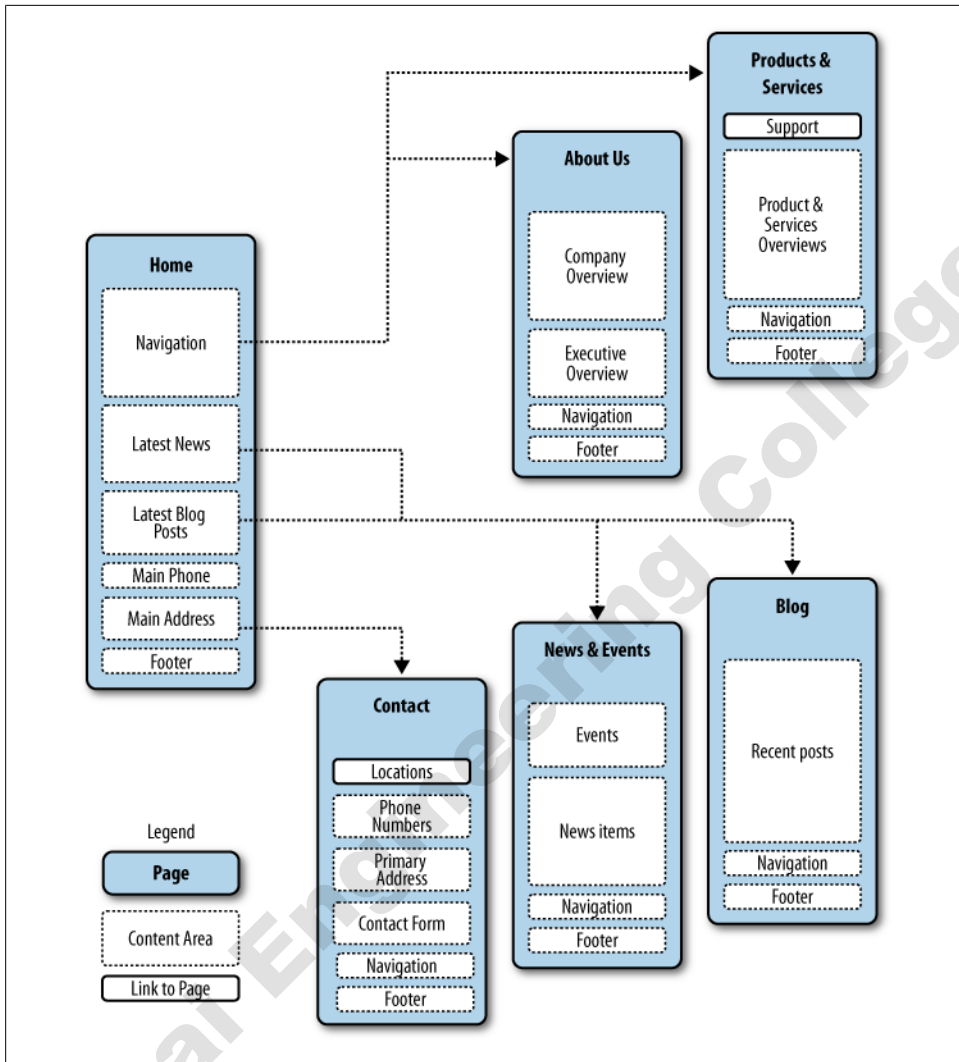 Home
Navigation
Latest News
Latest Blog
Posts
Main Phone
Main Address
Footer
About Us
Company
Overview
Executive
Overview
Navigation
Footer
Products &
Services
Support
Product &
Services
Overviews
Navigation
Footer
Contact
Locations
Phone
Numbers
Primary
Address
Contact Form
Navigation
Footer
News & Events
Events
News items
Navigation
Footer
Blog
Recent posts
Navigation
Footer
Legend
Page
Content Area
Link to Page
ai Engineering College